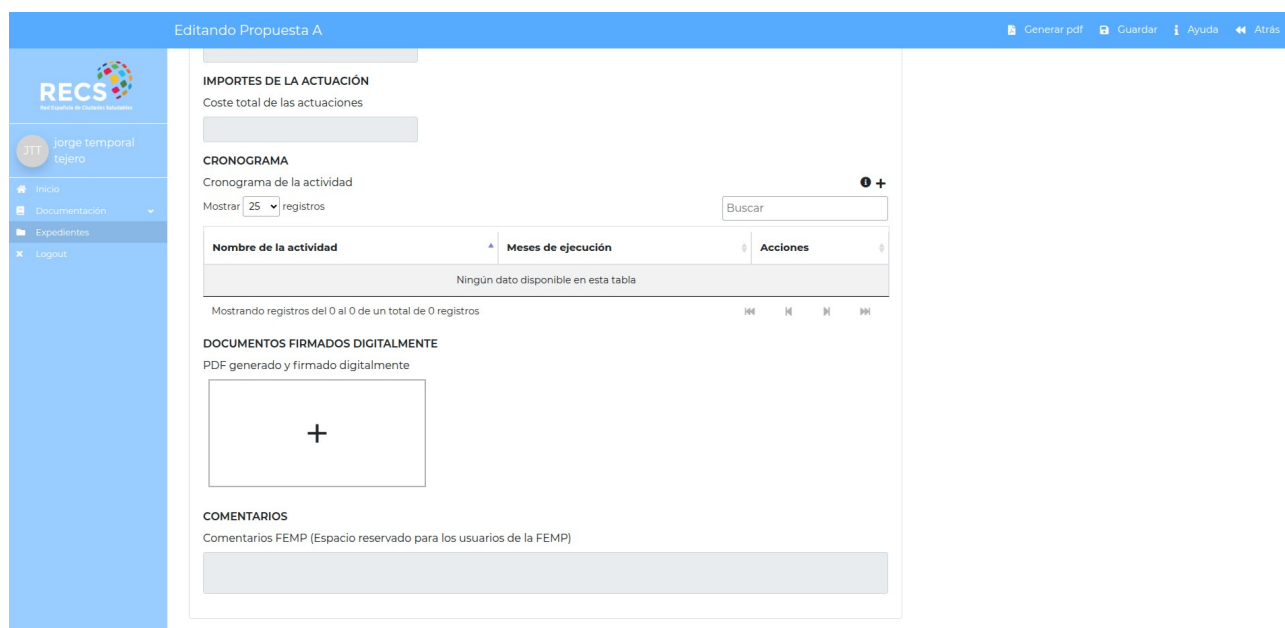 Editando Propuesta A
Generar pdf Guardar Ayuda Atrás
RECS
Red Española de Ciudades Saludables
JTT
jorge temporal
tejero
Inicio
Documentación
Expedientes
Logout
IMPORTES DE LA ACTUACIÓN
Coste total de las actuaciones
CRONOGRAMA
Cronograma de la actividad
Mostrar 25 registros
Buscar
Nombre de la actividad Meses de ejecución Acciones
Ningún dato disponible en esta tabla
Mostrando registros del 0 al 0 de un total de 0 registros
DOCUMENTOS FIRMADOS DIGITALMENTE
PDF generado y firmado digitalmente
COMENTARIOS
Comentarios FEMP (Espacio reservado para los usuarios de la FEMP)